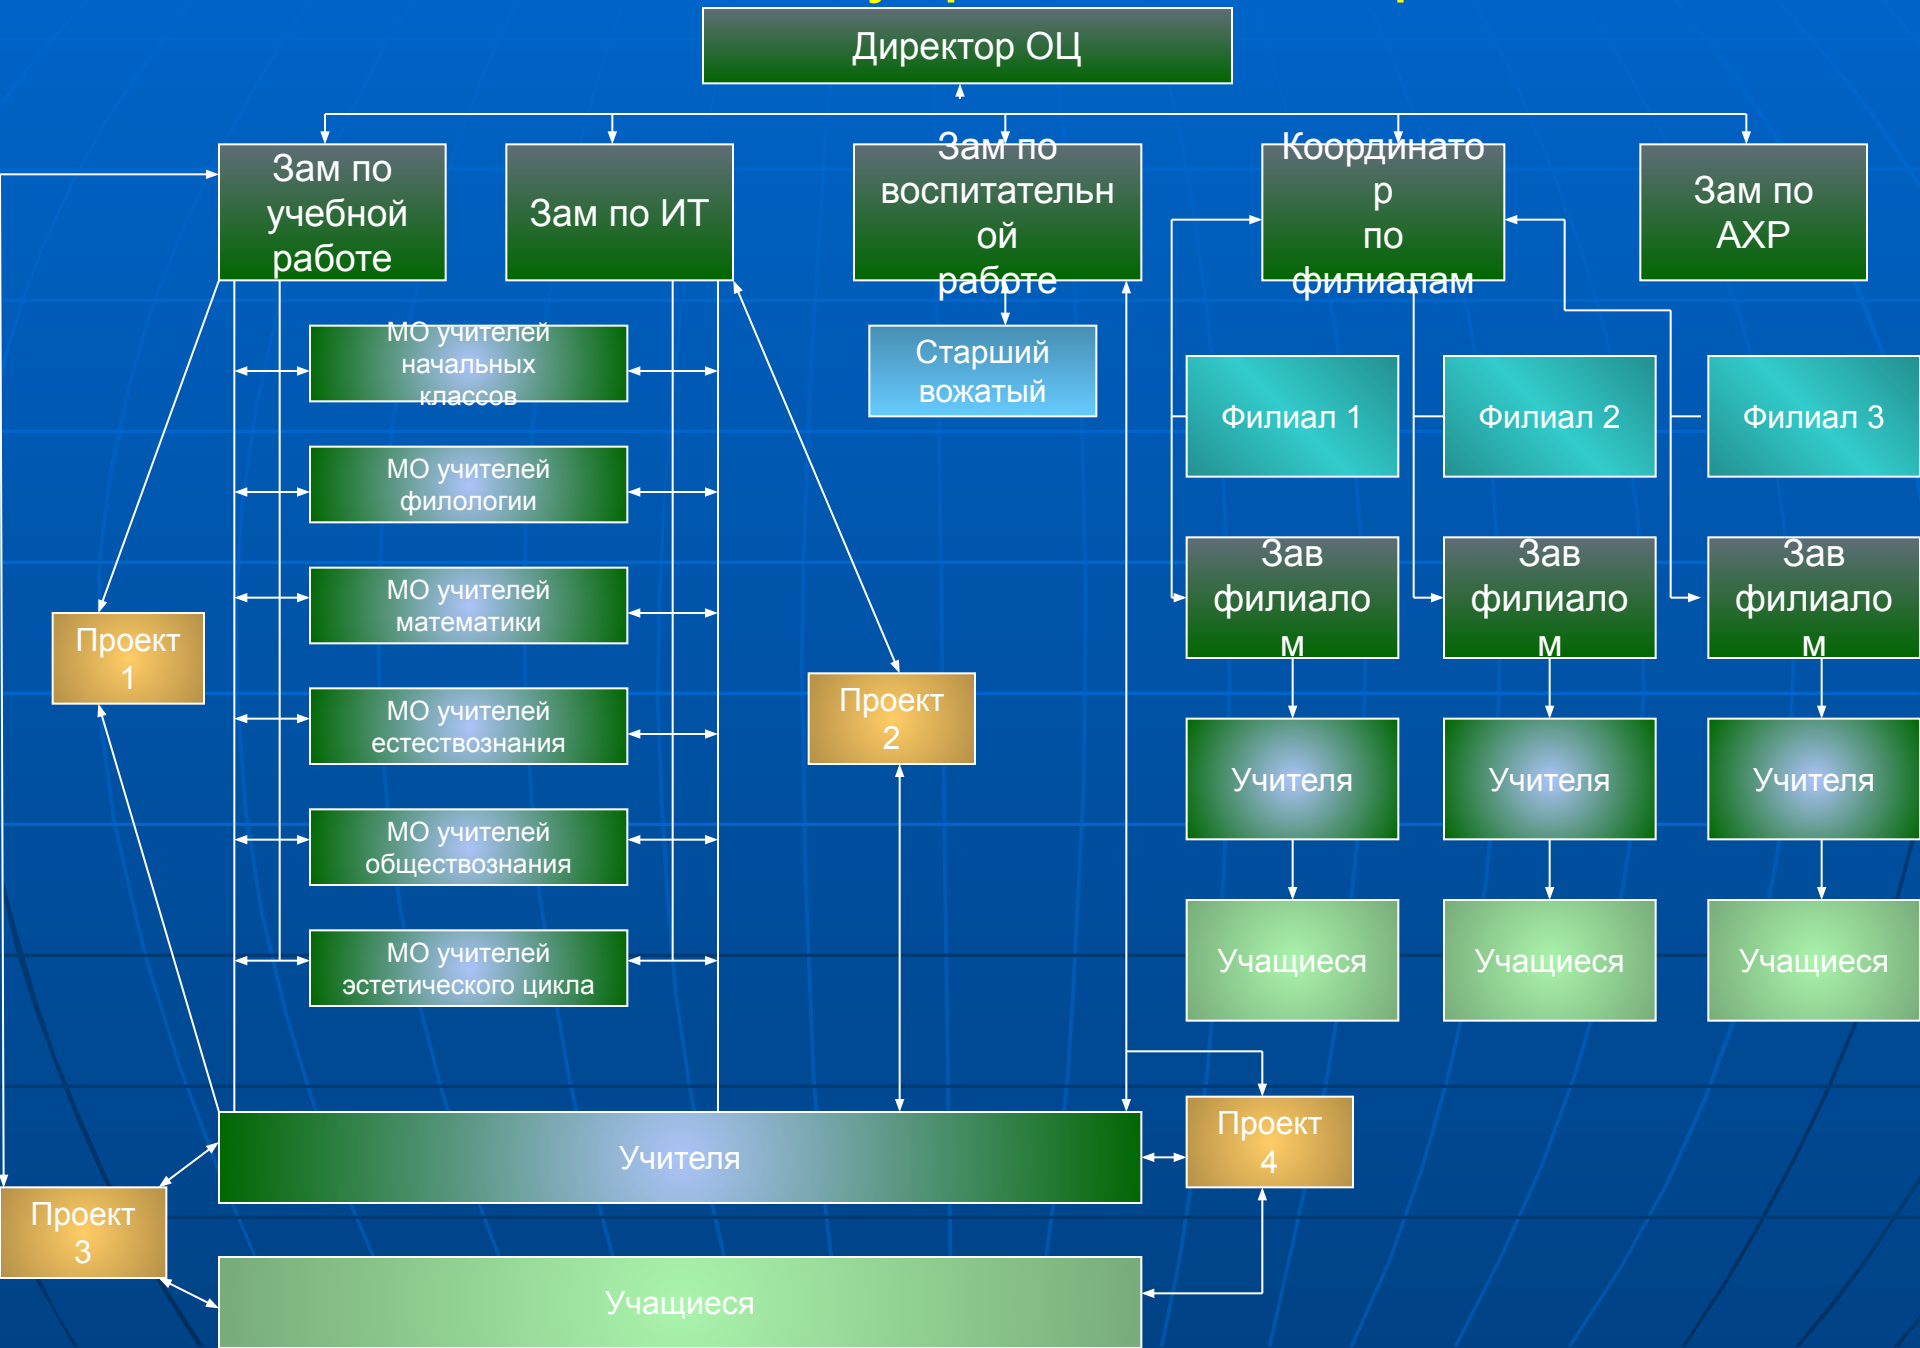 Директор ОЦ
Зам по
учебной
работе
Зам по ИТ
Зам по
воспитательн
ой
работе
Координато
р
по
филиалам
Зам по
АХР
МО учителей
начальных
классов
Старший
вожатый
Филиал 1
Филиал 2
Филиал 3
МО учителей
филологии
МО учителей
математики
Зав
филиало
м
Зав
филиало
м
Зав
филиало
м
Проект
1
МО учителей
естествознания
Проект
2
Учителя
Учителя
Учителя
МО учителей
обществознания
МО учителей
эстетического цикла
Учащиеся
Учащиеся
Учащиеся
Учителя
Проект
4
Проект
3
Учащиеся